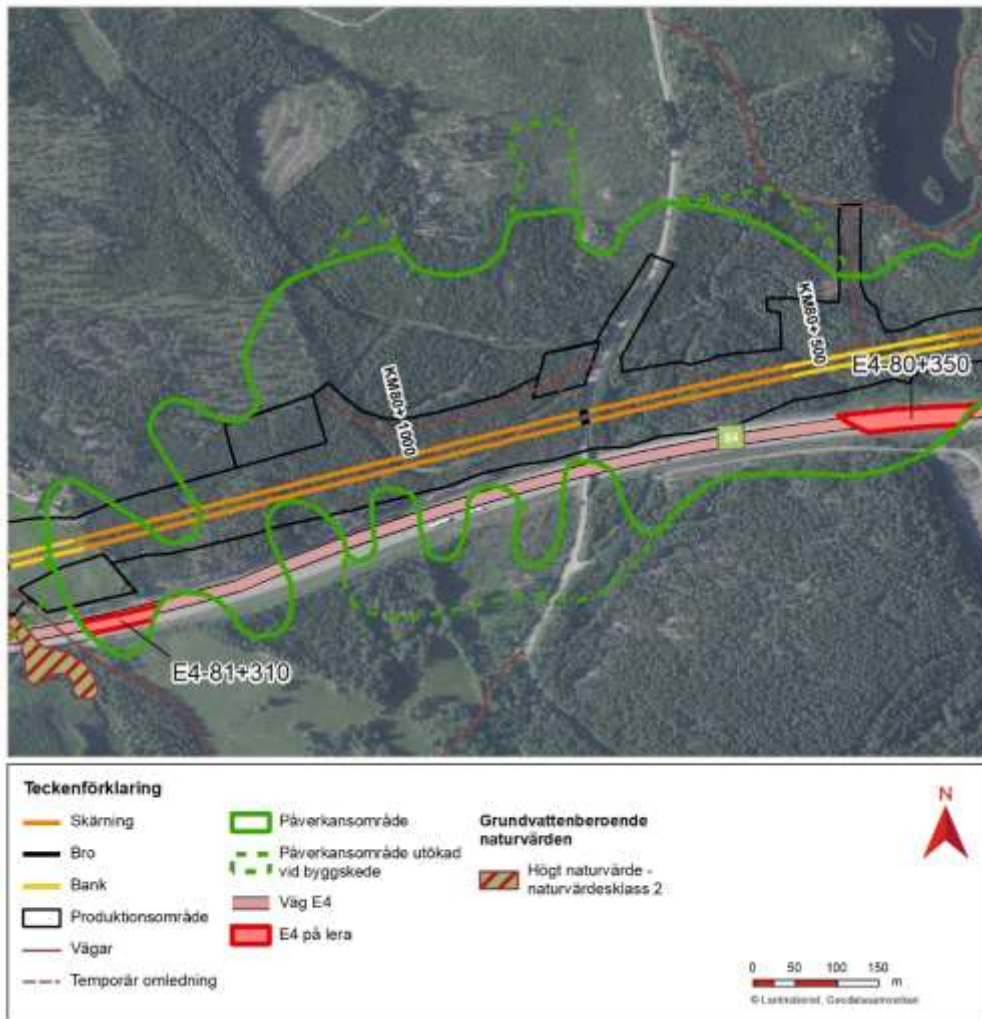 KM80+ 500
E4-80+350
KM80+ 1000
E4
E4-81+310
Teckenförklaring
Skärning
Bro
Bank
Produktionsområde
Vägar
Temporär omledning
Påverkansområde
Påverkansområde utökad
vid byggskede
Väg E4
E4 på lera
Grundvattenberoende
naturvärden
Högt naturvärde -
naturvärdesklass 2
N
0 50 100 150
m
© Lantmäteriet, Geodatasamverkan